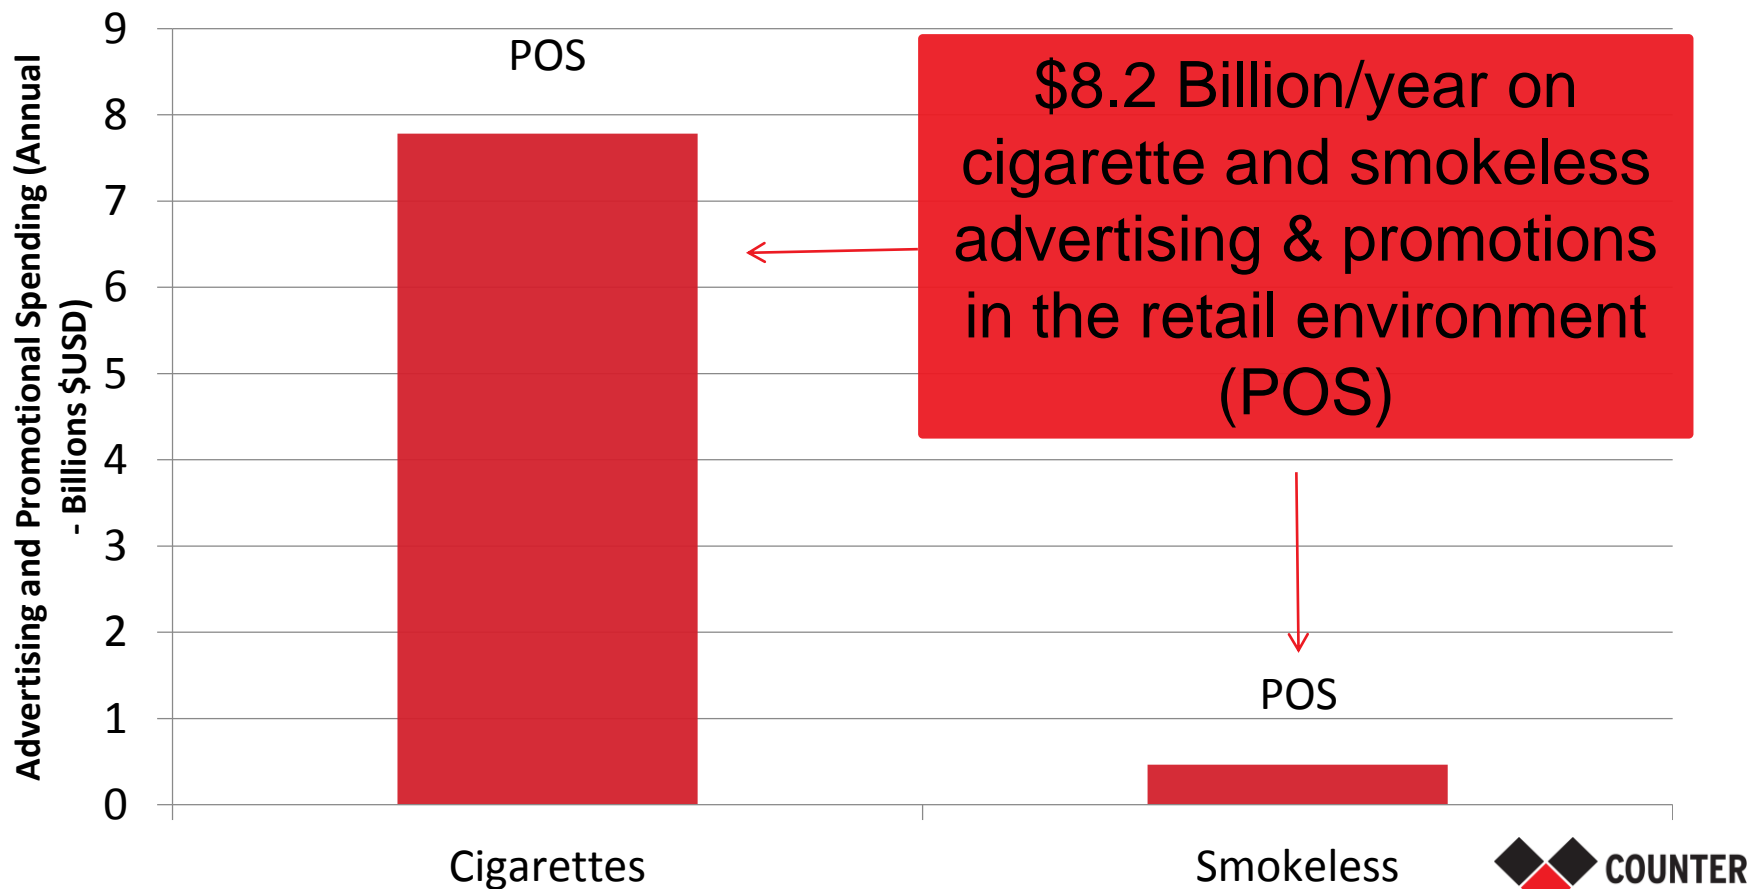 Advertising and Promotional Spending (Annual
- Billions $USD)
9
8
7
6
5
4
3
2
1
0
POS
$8.2 Billion/year on
cigarette and smokeless
advertising & promotions
in the retail environment
(POS)
POS
Cigarettes
Smokeless
COUNTER